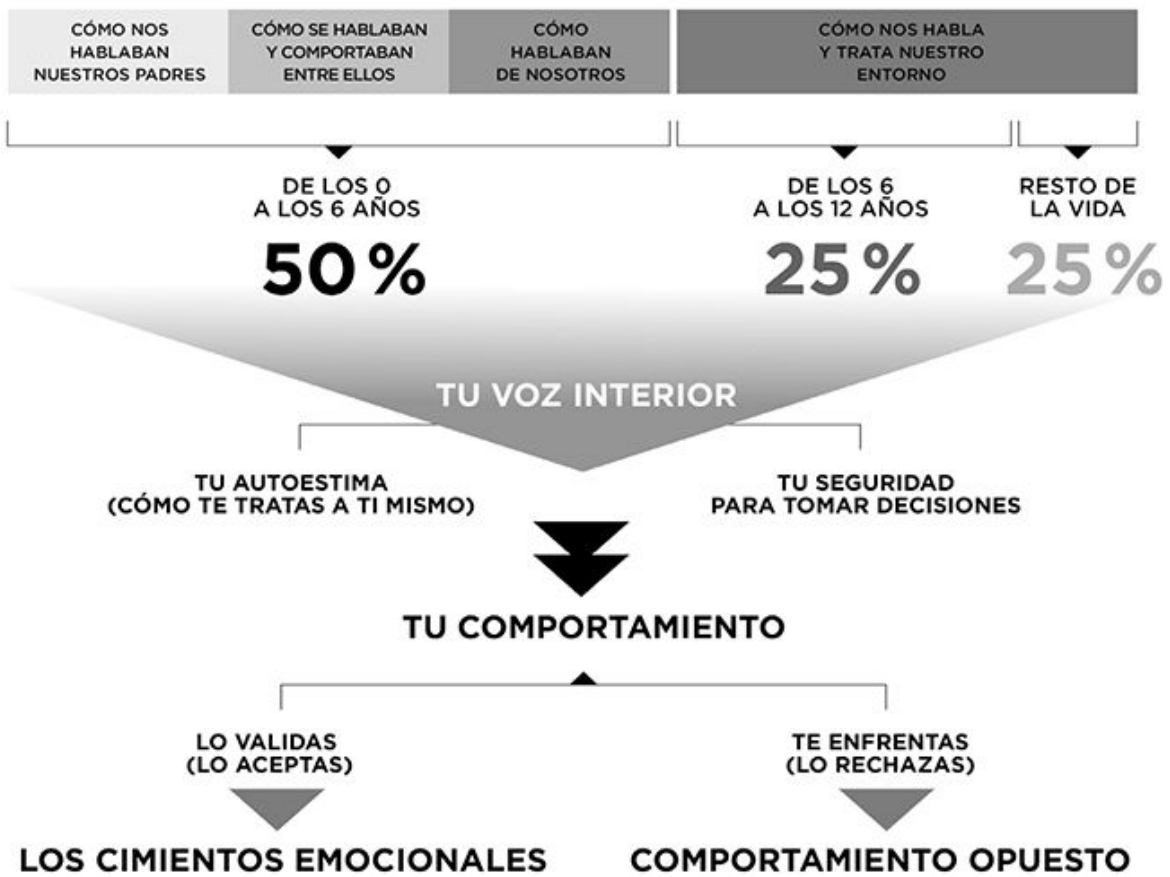 CÓMO NOS
HABLABAN
NUESTROS PADRES
CÓMO SE HABLABAN
Y COMPORTABAN
ENTRE ELLOS
CÓMO
HABLABAN
DE NOSOTROS
CÓMO NOS HABLA
Y TRATA NUESTRO
ENTORNO
DE LOS 0
A LOS 6 AÑOS
50 %
DE LOS 6
A LOS 12 AÑOS
25 %
RESTO DE
LA VIDA
25 %
TU VOZ INTERIOR
TU AUTOESTIMA
(CÓMO TE TRATAS A TI MISMO)
TU SEGURIDAD
PARA TOMAR DECISIONES
TU COMPORTAMIENTO
LO VALIDAS
(LO ACEPTAS)
TE ENFRENTAS
(LO RECHAZAS)
LOS CIMIENTOS EMOCIONALES
COMPORTAMIENTO OPUESTO